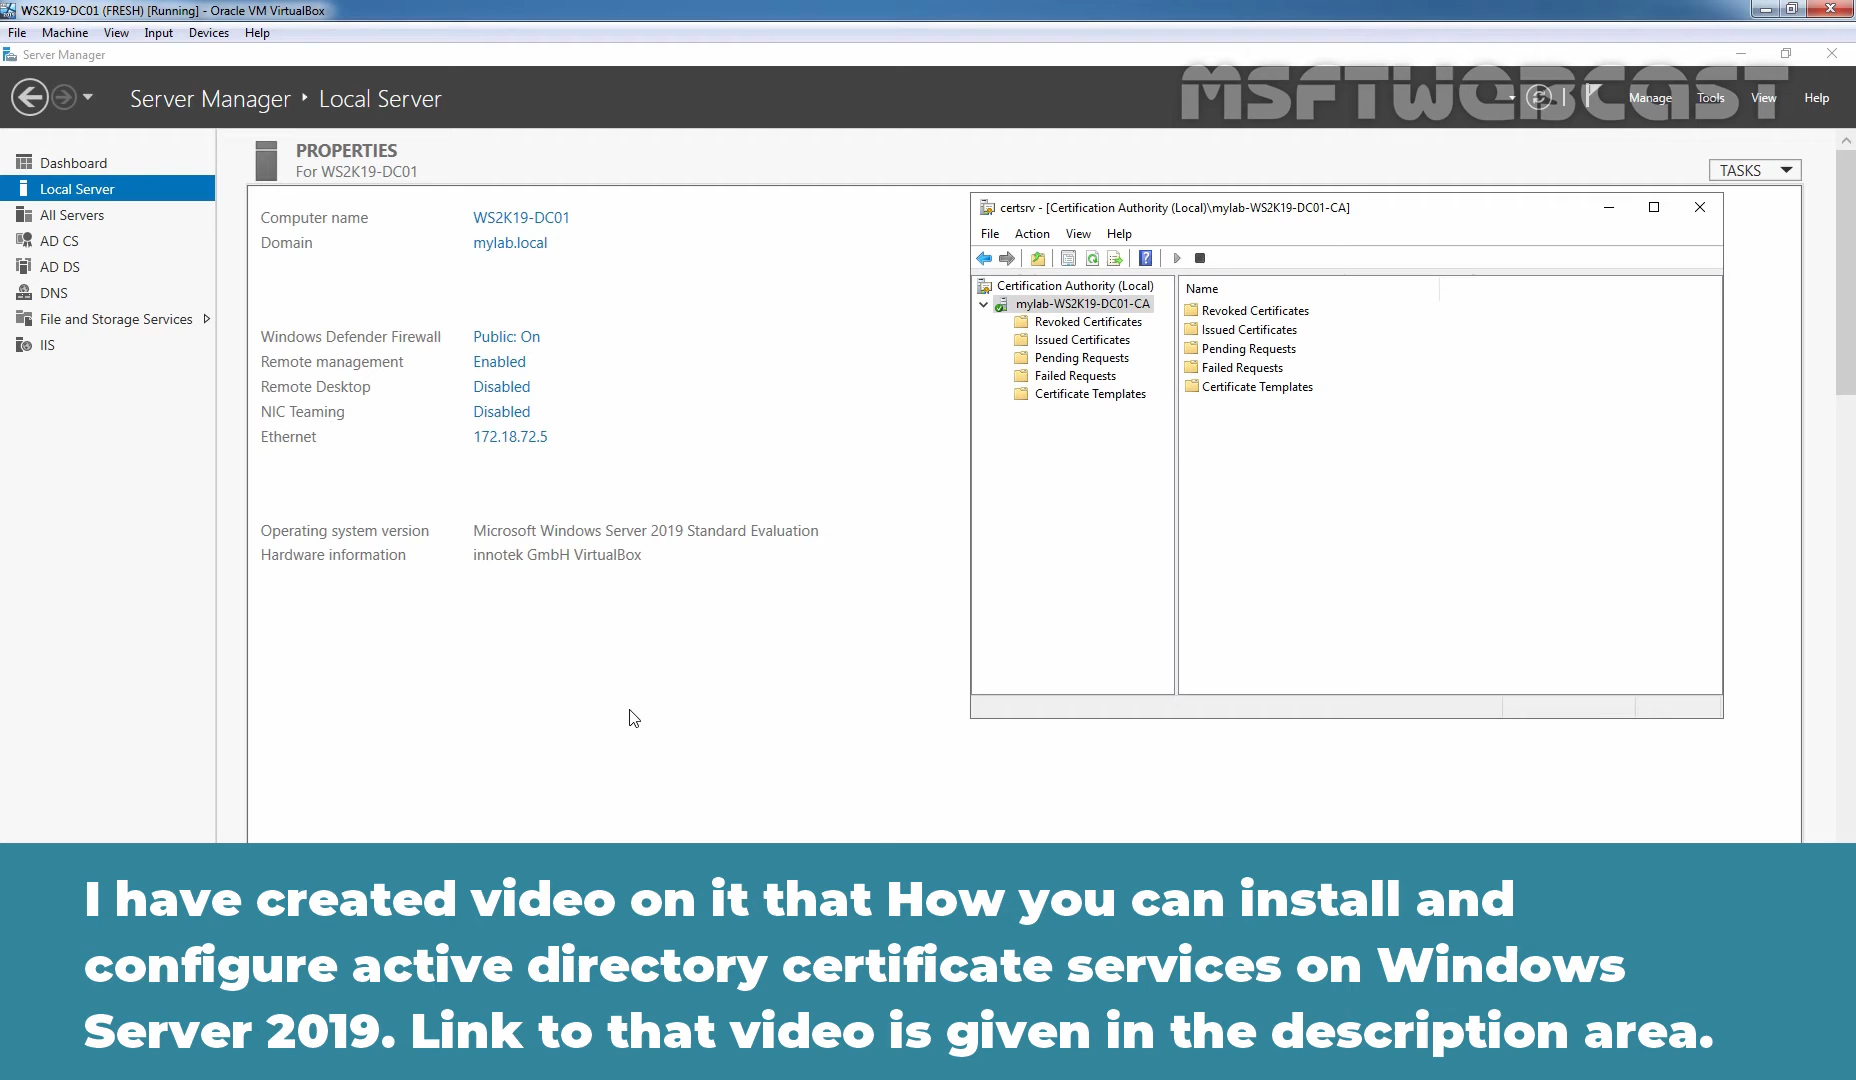 WS2K19-DC01 (FRESH) [Running] - Oracle VM VirtualBox
File Machine View Input Devices Help
Server Manager
Server Manager Local Server
MSFTWEBCAST
Manage Tools View Help
Dashboard
Local Server
All Servers
AD CS
AD DS
DNS
File and Storage Services
IIS
PROPERTIES
For WS2K19-DC01
TASKS
Computer name WS2K19-DC01
Domain mylab.local
Windows Defender Firewall Public: On
Remote management Enabled
Remote Desktop Disabled
NIC Teaming Disabled
Ethernet 172.18.72.5
Operating system version Microsoft Windows Server 2019 Standard Evaluation
Hardware information innotek GmbH VirtualBox
certsrv - [Certification Authority (Local)\mylab-WS2K19-DC01-CA]
File Action View Help
Certification Authority (Local)
mylab-WS2K19-DC01-CA
Revoked Certificates
Issued Certificates
Pending Requests
Failed Requests
Certificate Templates
Name
Revoked Certificates
Issued Certificates
Pending Requests
Failed Requests
Certificate Templates
I have created video on it that How you can install and
configure active directory certificate services on Windows
Server 2019. Link to that video is given in the description area.